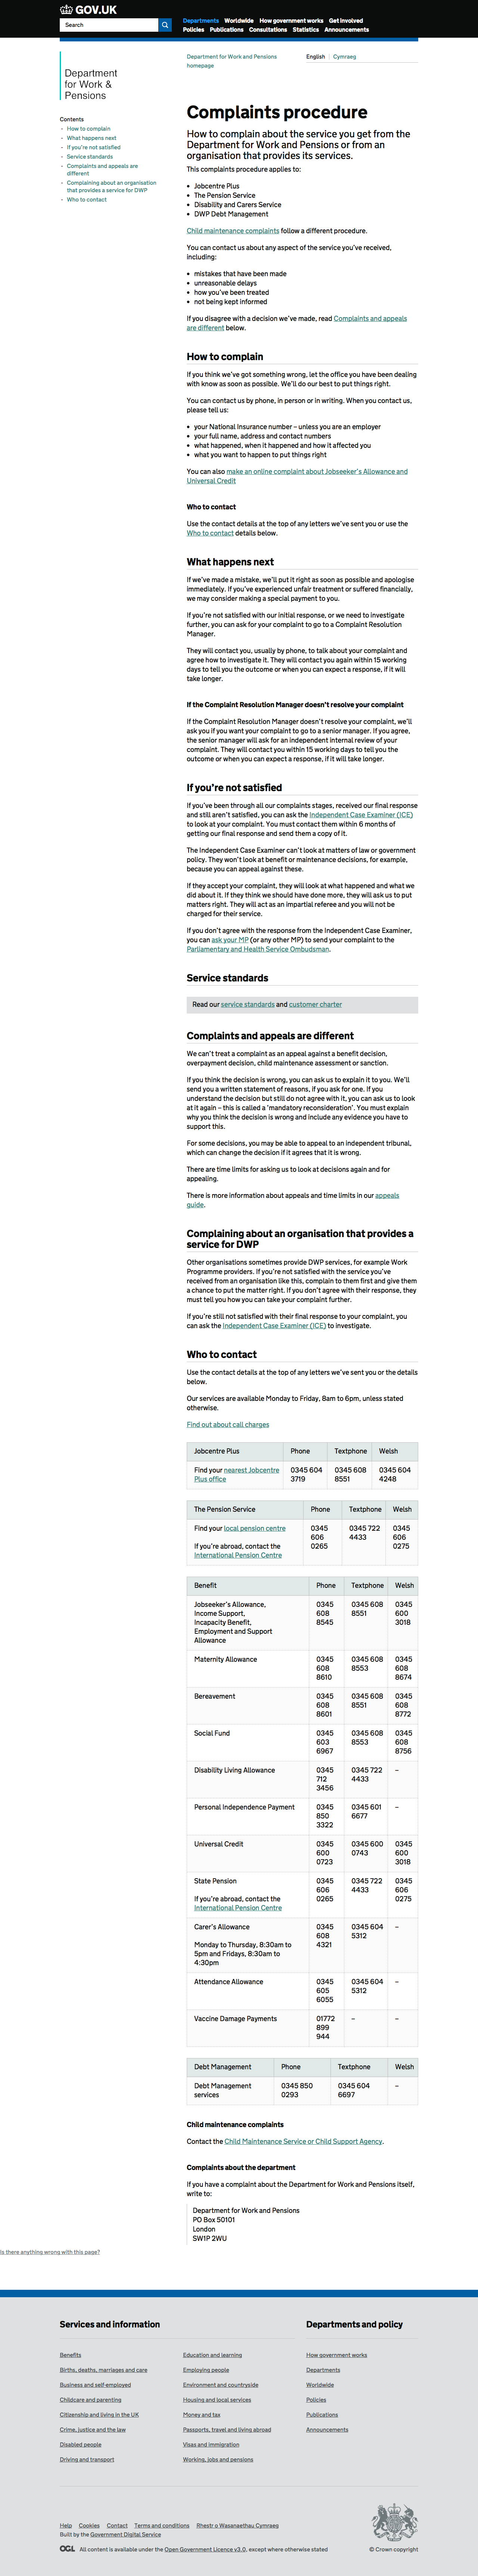 GOV.UK
Search
Departments Worldwide How government works Get involved
Policies Publications Consultations Statistics Announcements
Department
for Work &
Pensions
Department for Work and Pensions
homepage
English Cymraeg
Contents
How to complain
What happens next
If you're not satisfied
Service standards
Complaints and appeals are
different
Complaining about an organisation
that provides a service for DWP
Who to contact
Complaints procedure
How to complain about the service you get from the
Department for Work and Pensions or from an
organisation that provides its services.
This complaints procedure applies to:
Jobcentre Plus
The Pension Service
Disability and Carers Service
DWP Debt Management
Child maintenance complaints follow a different procedure.
You can contact us about any aspect of the service you've received,
including:
mistakes that have been made
unreasonable delays
how you've been treated
not being kept informed
If you disagree with a decision we've made, read Complaints and appeals
are different below.
How to complain
If you think we've got something wrong, let the office you have been dealing
with know as soon as possible. We'll do our best to put things right.
You can contact us by phone, in person or in writing. When you contact us,
please tell us:
your National Insurance number – unless you are an employer
your full name, address and contact numbers
what happened, when it happened and how it affected you
what you want to happen to put things right
You can also make an online complaint about Jobseeker's Allowance and
Universal Credit
Who to contact
Use the contact details at the top of any letters we've sent you or use the
Who to contact details below.
What happens next
If we've made a mistake, we'll put it right as soon as possible and apologise
immediately. If you've experienced unfair treatment or suffered financially,
we may consider making a special payment to you.
If you're not satisfied with our initial response, or we need to investigate
further, you can ask for your complaint to go to a Complaint Resolution
Manager.
They will contact you, usually by phone, to talk about your complaint and
agree how to investigate it. They will contact you again within 15 working
days to tell you the outcome or when you can expect a response, if it will
take longer.
If the Complaint Resolution Manager doesn't resolve your complaint
If the Complaint Resolution Manager doesn't resolve your complaint, we'll
ask you if you want your complaint to go to a senior manager. If you agree,
the senior manager will ask for an independent internal review of your
complaint. They will contact you within 15 working days to tell you the
outcome or when you can expect a response, if it will take longer.
If you're not satisfied
If you've been through all our complaints stages, received our final response
and still aren't satisfied, you can ask the Independent Case Examiner (ICE)
to look at your complaint. You must contact them within 6 months of
getting our final response and send them a copy of it.
The Independent Case Examiner can't look at matters of law or government
policy. They won't look at benefit or maintenance decisions, for example,
because you can appeal against these.
If they accept your complaint, they will look at what happened and what we
did about it. If they think we should have done more, they will ask us to put
matters right. They will act as an impartial referee and you will not be
charged for their service.
If you don't agree with the response from the Independent Case Examiner,
you can ask your MP (or any other MP) to send your complaint to the
Parliamentary and Health Service Ombudsman.
Service standards
Read our service standards and customer charter
Complaints and appeals are different
We can't treat a complaint as an appeal against a benefit decision,
overpayment decision, child maintenance assessment or sanction.
If you think the decision is wrong, you can ask us to explain it to you. We'll
send you a written statement of reasons, if you ask for one. If you
understand the decision but still do not agree with it, you can ask us to look
at it again – this is called a 'mandatory reconsideration'. You must explain
why you think the decision is wrong and include any evidence you have to
support this.
For some decisions, you may be able to appeal to an independent tribunal,
which can change the decision if it agrees that it is wrong.
There are time limits for asking us to look at decisions again and for
appealing.
There is more information about appeals and time limits in our appeals
guide.
Complaining about an organisation that provides a
service for DWP
Other organisations sometimes provide DWP services, for example Work
Programme providers. If you're not satisfied with the service you've
received from an organisation like this, complain to them first and give them
a chance to put the matter right. If you don't agree with their response, they
must tell you how you can take your complaint further.
If you're still not satisfied with their final response to your complaint, you
can ask the Independent Case Examiner (ICE) to investigate.
Who to contact
Use the contact details at the top of any letters we've sent you or the details
below.
Our services are available Monday to Friday, 8am to 6pm, unless stated
otherwise.
Find out about call charges
Jobcentre Plus Phone Textphone Welsh
Find your nearest Jobcentre 0345 604 0345 608 0345 604
Plus office 3719 8551 4248
The Pension Service Phone Textphone Welsh
Find your local pension centre 0345 0345 722 0345
606 4433 606
If you're abroad, contact the 0265 0275
International Pension Centre
Benefit Phone Textphone Welsh
Jobseeker's Allowance, 0345 0345 608 0345
Income Support, 608 8551 600
Incapacity Benefit, 8545 3018
Employment and Support
Allowance
Maternity Allowance 0345 0345 608 0345
608 8553 608
8610 8674
Bereavement 0345 0345 608 0345
608 8551 608
8601 8772
Social Fund 0345 0345 608 0345
603 8553 608
6967 8756
Disability Living Allowance 0345 0345 722 –
712 4433
3456
Personal Independence Payment 0345 0345 601 –
850 6677
3322
Universal Credit 0345 0345 600 0345
600 0743 600
0723 3018
State Pension 0345 0345 722 0345
606 4433 606
If you're abroad, contact the 0265 0275
International Pension Centre
Carer's Allowance 0345 0345 604 –
608 5312
Monday to Thursday, 8:30am to 4321
5pm and Fridays, 8:30am to
4:30pm
Attendance Allowance 0345 0345 604 –
605 5312
6055
Vaccine Damage Payments 01772 – –
899
944
Debt Management Phone Textphone Welsh
Debt Management 0345 850 0345 604 –
services 0293 6697
Child maintenance complaints
Contact the Child Maintenance Service or Child Support Agency.
Complaints about the department
If you have a complaint about the Department for Work and Pensions itself,
write to:
Department for Work and Pensions
PO Box 50101
London
SW1P 2WU
Is there anything wrong with this page?
Services and information
Benefits
Births, deaths, marriages and care
Business and self-employed
Childcare and parenting
Citizenship and living in the UK
Crime, justice and the law
Disabled people
Driving and transport
Education and learning
Employing people
Environment and countryside
Housing and local services
Money and tax
Passports, travel and living abroad
Visas and immigration
Working, jobs and pensions
Departments and policy
How government works
Departments
Worldwide
Policies
Publications
Announcements
Help Cookies Contact Terms and conditions Rhestr o Wasanaethau Cymraeg
Built by the Government Digital Service
OGL All content is available under the Open Government Licence v3.0, except where otherwise stated
© Crown copyright